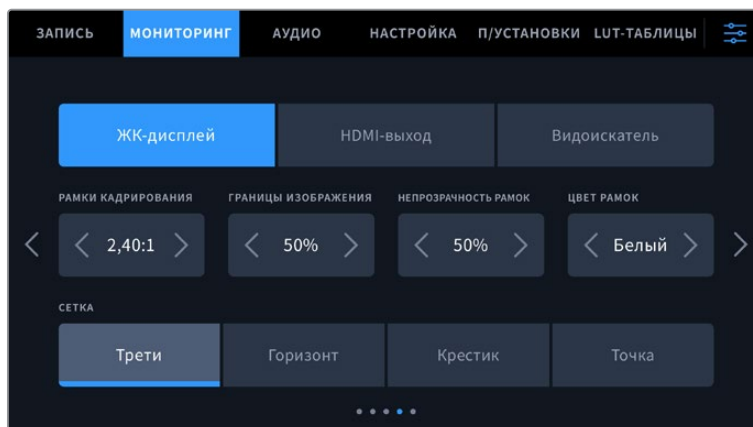 ЗАПИСЬ МОНИТОРИНГ АУДИО НАСТРОЙКА П/УСТАНОВКИ LUT-ТАБЛИЦЫ
ЖК-дисплей HDMI-выход Видоискатель
РАМКИ КАДРИРОВАНИЯ ГРАНИЦЫ ИЗОБРАЖЕНИЯ НЕПРОЗРАЧНОСТЬ РАМОК ЦВЕТ РАМОК
2,40:1 50% 50% Белый
СЕТКА
Трети Горизонт Крестик Точка